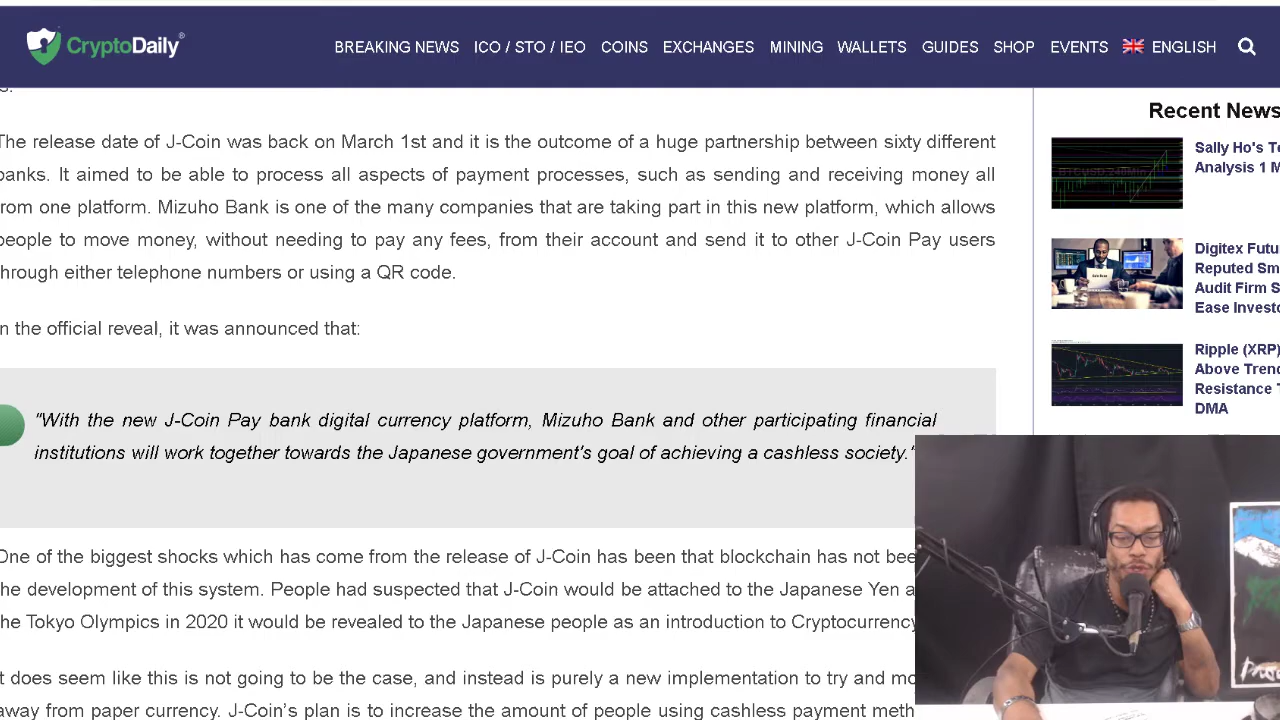 CryptoDaily®
BREAKING NEWS ICO / STO / IEO COINS EXCHANGES MINING WALLETS GUIDES SHOP EVENTS ENGLISH
The release date of J-Coin was back on March 1st and it is the outcome of a huge partnership between sixty different
banks. It aimed to be able to process all aspects of payment processes, such as sending and receiving money all
from one platform. Mizuho Bank is one of the many companies that are taking part in this new platform, which allows
people to move money, without needing to pay any fees, from their account and send it to other J-Coin Pay users
through either telephone numbers or using a QR code.
In the official reveal, it was announced that:
"With the new J-Coin Pay bank digital currency platform, Mizuho Bank and other participating financial
institutions will work together towards the Japanese government's goal of achieving a cashless society."
One of the biggest shocks which has come from the release of J-Coin has been that blockchain has not bee
the development of this system. People had suspected that J-Coin would be attached to the Japanese Yen a
the Tokyo Olympics in 2020 it would be revealed to the Japanese people as an introduction to Cryptocurrency
It does seem like this is not going to be the case, and instead is purely a new implementation to try and mo
away from paper currency. J-Coin's plan is to increase the amount of people using cashless payment meth
Recent News
Sally Ho's Te
Analysis 1 M
Digitex Futu
Reputed Sm
Audit Firm S
Ease Investo
Ripple (XRP)
Above Trend
Resistance T
DMA